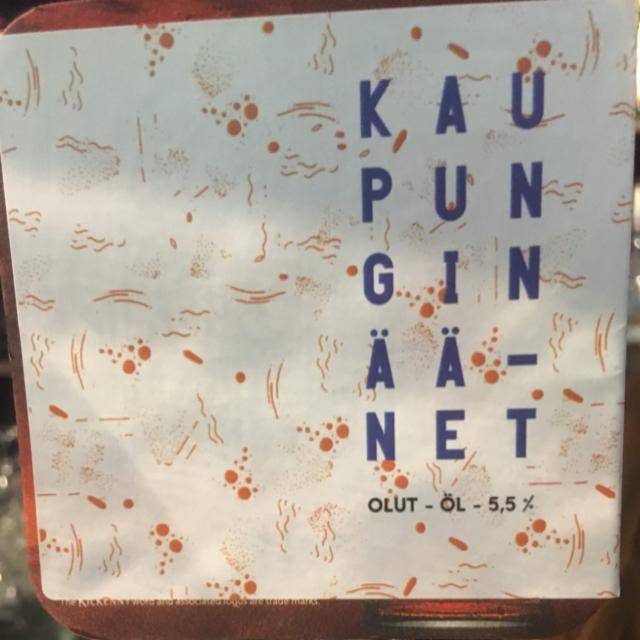 KAU
PUN
GIN
ÄÄ-
NET
OLUT - ÖL - 5,5 %
The KILKENNY word and associated logos are trade marks.